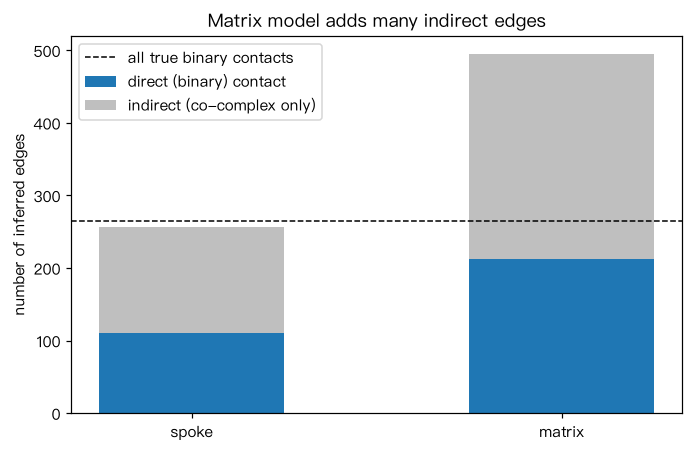 Matrix model adds many indirect edges
number of inferred edges
500
400
300
200
100
0
all true binary contacts
direct (binary) contact
indirect (co-complex only)
spoke
matrix